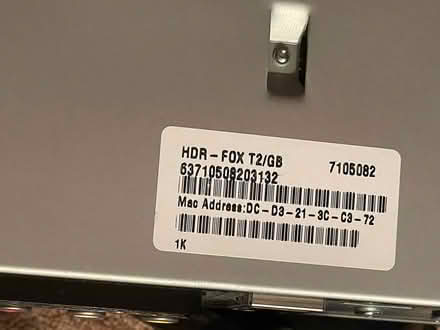 HDR-FOX T2/GB 7105082
63710508203132
Mac Address:DC-D3-21-3C-C3-72
1K